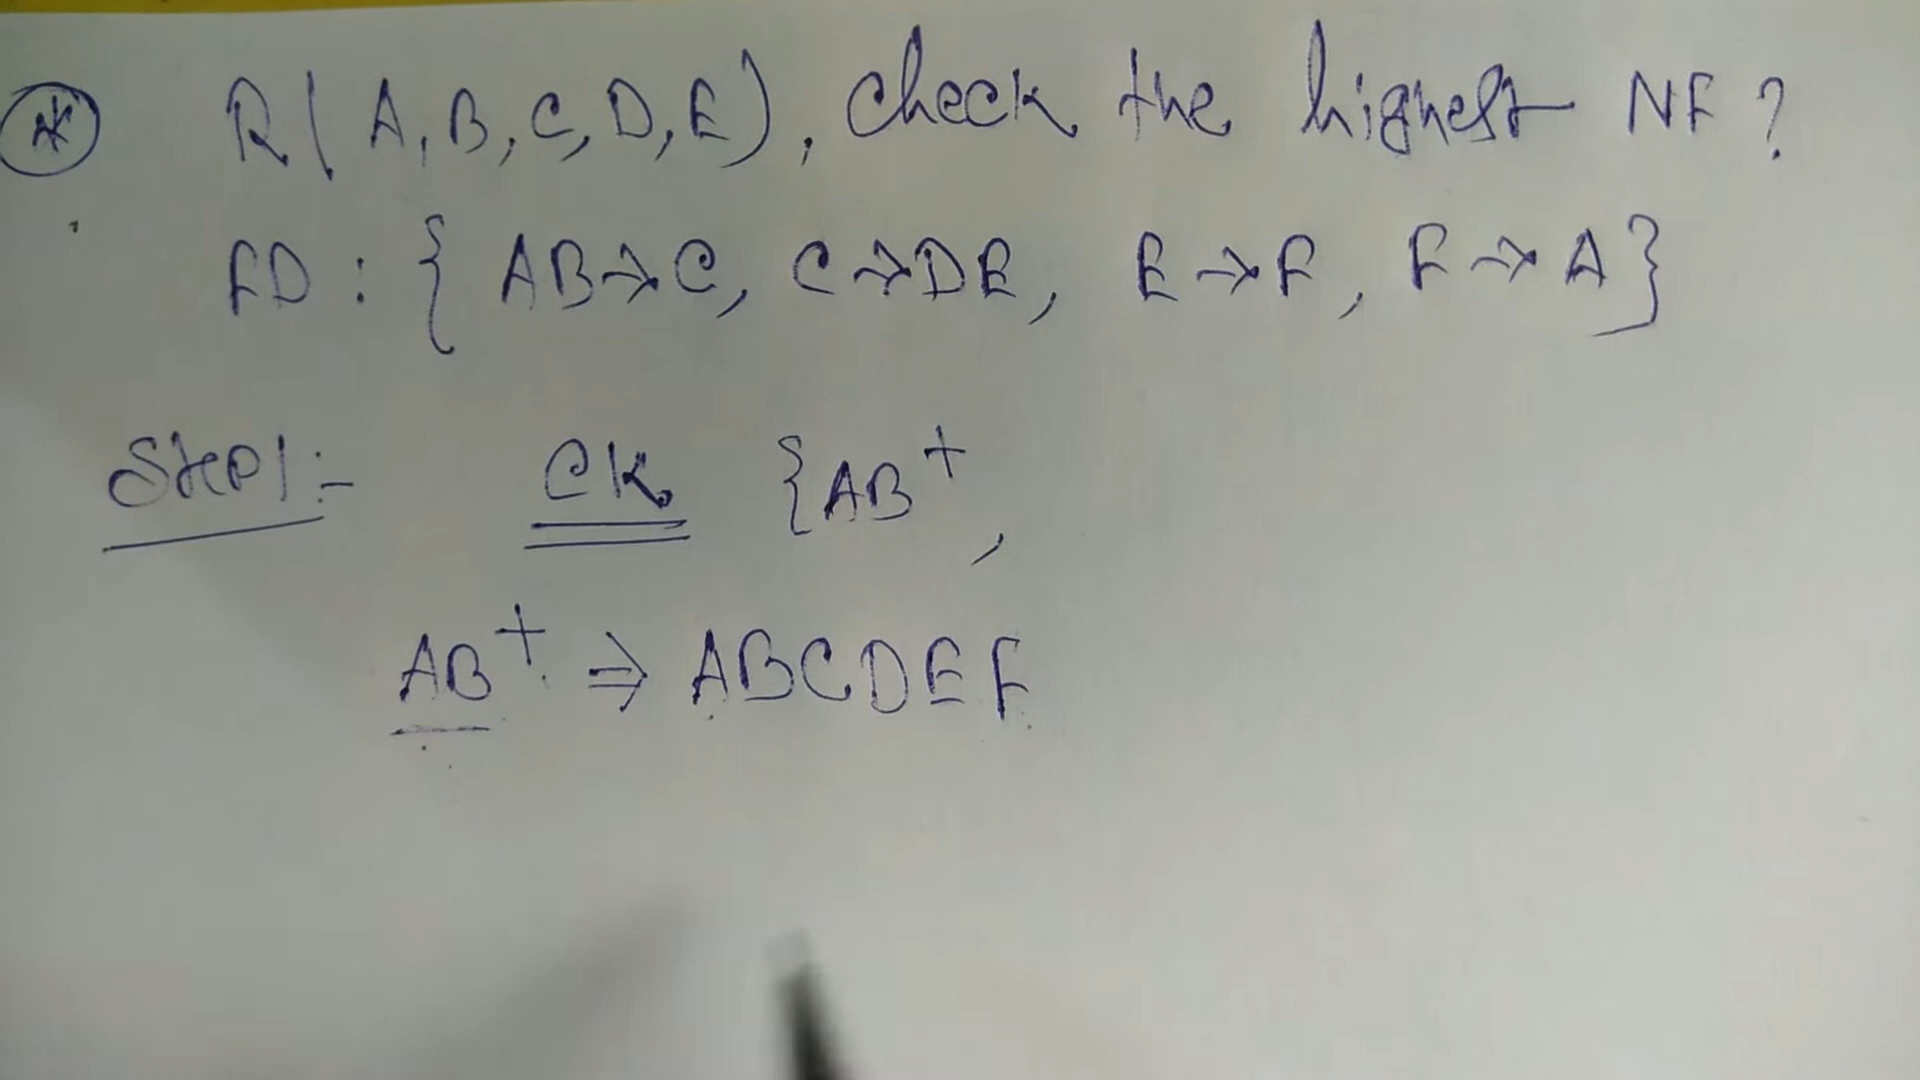 * R(A,B,C,D,E), check the highest NF?
FD: { AB→C, C→DE, E→F, F→A}
Step1:- CK {AB+,
AB+ ⇒ ABCDEF